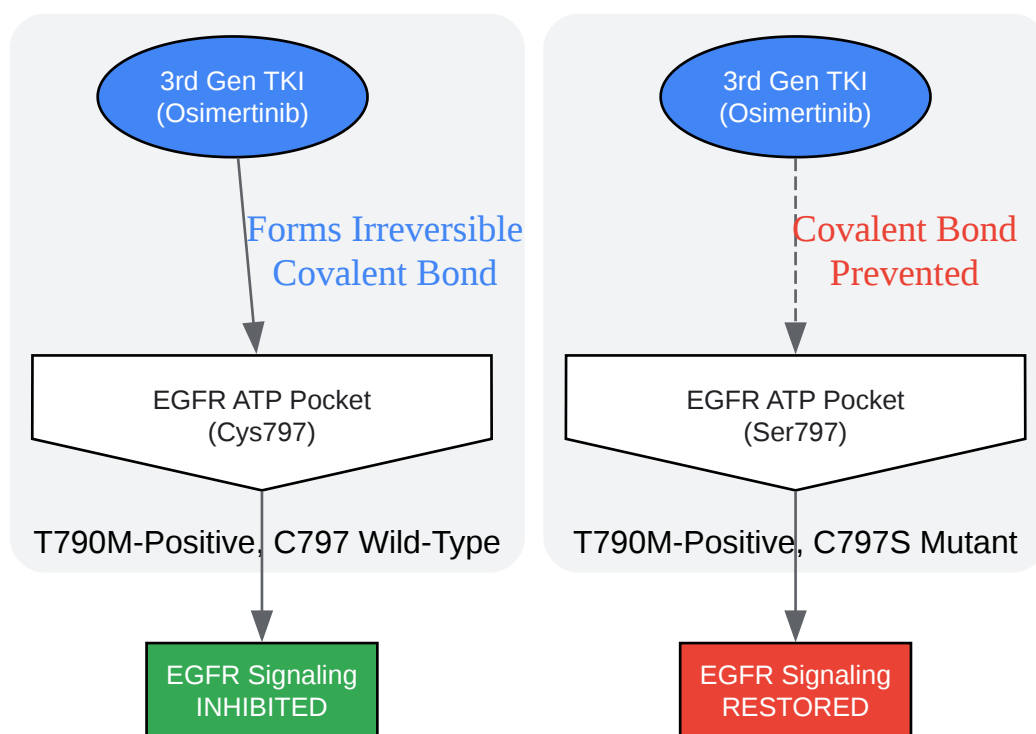 3rd Gen TKI
(Osimertinib)
Forms Irreversible
Covalent Bond
EGFR ATP Pocket
(Cys797)
T790M-Positive, C797 Wild-Type
EGFR Signaling
INHIBITED
3rd Gen TKI
(Osimertinib)
Covalent Bond
Prevented
EGFR ATP Pocket
(Ser797)
T790M-Positive, C797S Mutant
EGFR Signaling
RESTORED